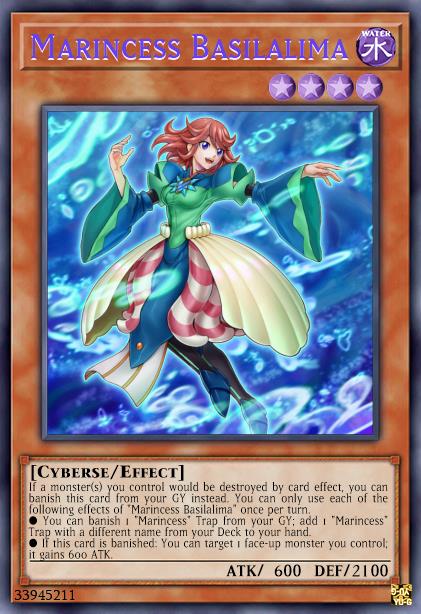 Marincess Basilalima
WATER
水
[Cyberse/Effect]
If a monster(s) you control would be destroyed by card effect, you can
banish this card from your GY instead. You can only use each of the
following effects of "Marincess Basilalima" once per turn.
● You can banish 1 "Marincess" Trap from your GY; add 1 "Marincess"
Trap with a different name from your Deck to your hand.
● If this card is banished: You can target 1 face-up monster you control;
it gains 600 ATK.
ATK/ 600 DEF/2100
33945211